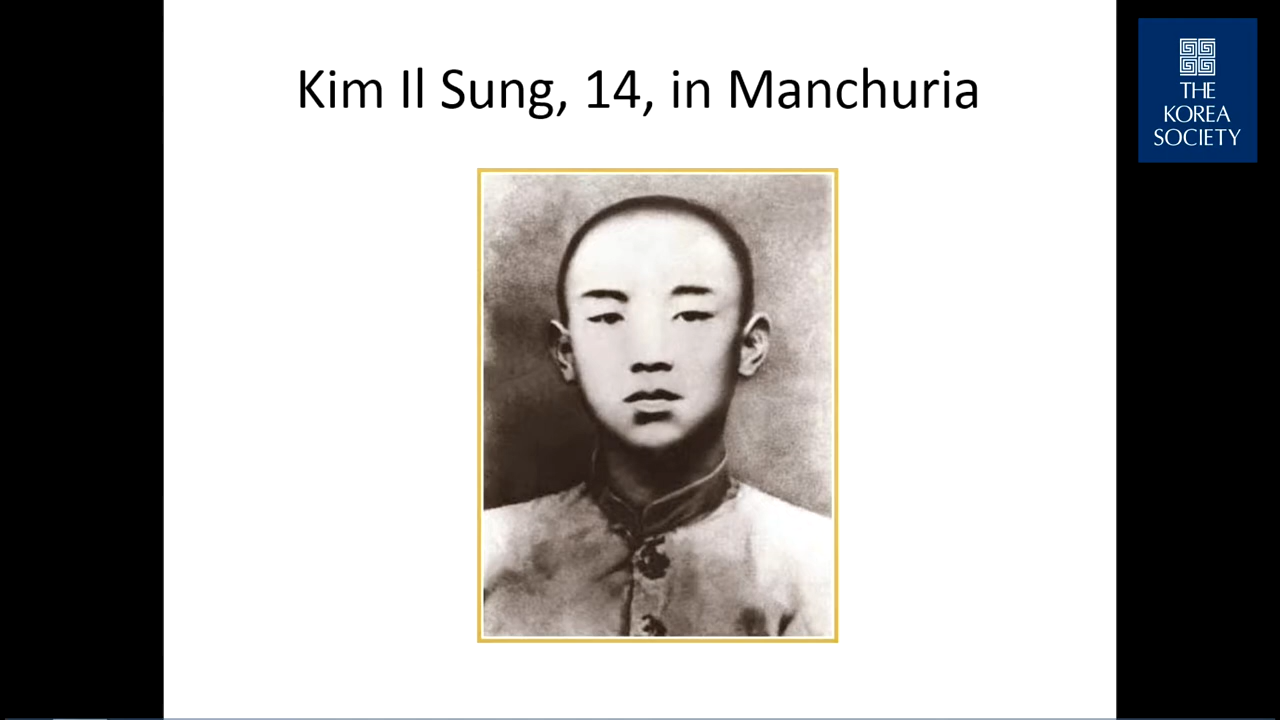 Kim Il Sung, 14, in Manchuria
THE
KOREA
SOCIETY